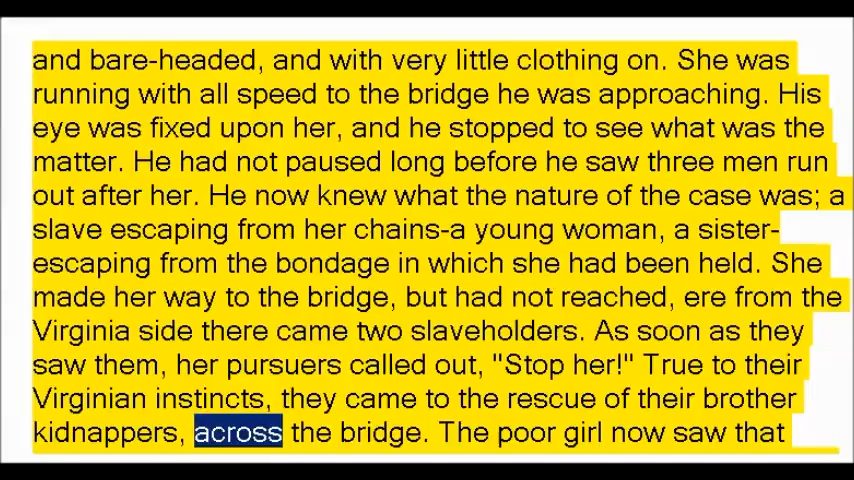 and bare-headed, and with very little clothing on. She was
running with all speed to the bridge he was approaching. His
eye was fixed upon her, and he stopped to see what was the
matter. He had not paused long before he saw three men run
out after her. He now knew what the nature of the case was; a
slave escaping from her chains-a young woman, a sister-
escaping from the bondage in which she had been held. She
made her way to the bridge, but had not reached, ere from the
Virginia side there came two slaveholders. As soon as they
saw them, her pursuers called out, "Stop her!" True to their
Virginian instincts, they came to the rescue of their brother
kidnappers, across the bridge. The poor girl now saw that